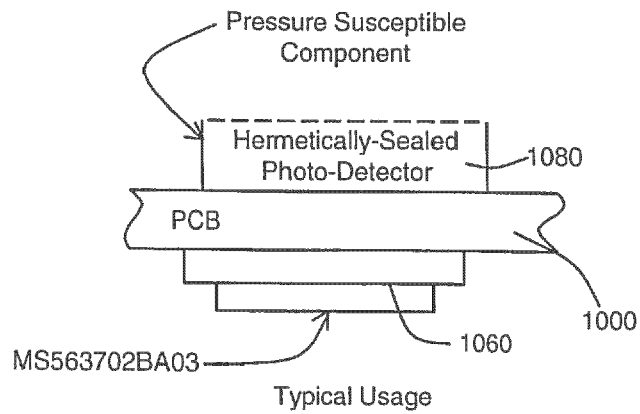 Pressure Susceptible
Component
Hermetically-Sealed
Photo-Detector
1080
PCB
1000
1060
MS563702BA03
Typical Usage